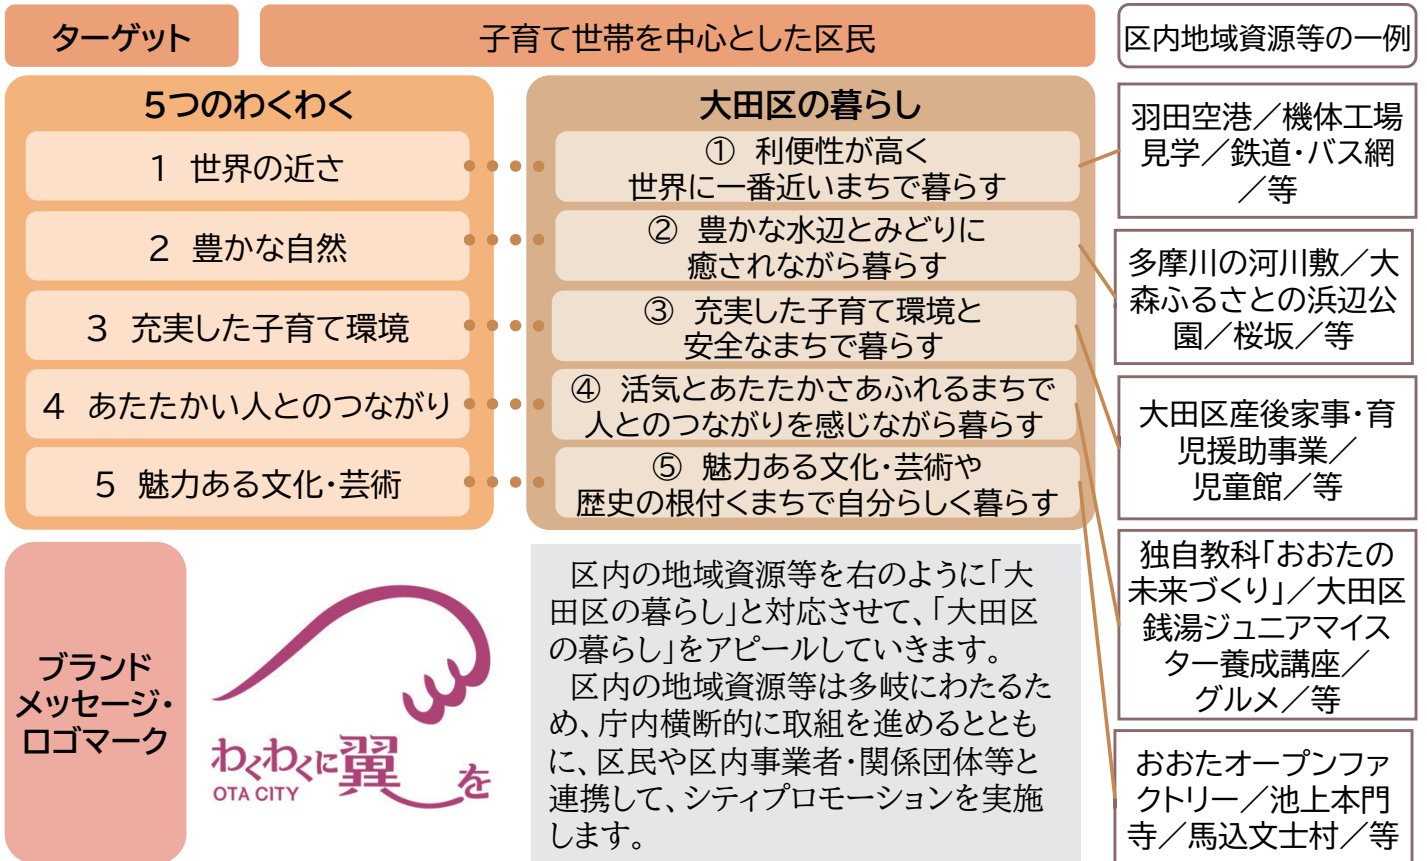 ターゲット
子育て世帯を中心とした区民
区内地域資源等の一例
5つのわくわく
1 世界の近さ
2 豊かな自然
3 充実した子育て環境
4 あたたかい人とのつながり
5 魅力ある文化・芸術
大田区の暮らし
① 利便性が高く
世界に一番近いまちで暮らす
② 豊かな水辺とみどりに
癒されながら暮らす
③ 充実した子育て環境と
安全なまちで暮らす
④ 活気とあたたかさあふれるまちで
人とのつながりを感じながら暮らす
⑤ 魅力ある文化・芸術や
歴史の根付くまちで自分らしく暮らす
羽田空港／機体工場
見学／鉄道・バス網
／等
多摩川の河川敷／大
森ふるさとの浜辺公
園／桜坂／等
大田区産後家事・育
児援助事業／
児童館／等
独自教科「おおたの
未来づくり」／大田区
銭湯ジュニアマイス
ター養成講座／
グルメ／等
おおたオープンファ
クトリー／池上本門
寺／馬込文士村／等
ブランド
メッセージ・
ロゴマーク
わくわくに翼を
OTA CITY
区内の地域資源等を右のように「大
田区の暮らし」と対応させて、「大田区
の暮らし」をアピールしていきます。
区内の地域資源等は多岐にわたるた
め、庁内横断的に取組を進めるととも
に、区民や区内事業者・関係団体等と
連携して、シティプロモーションを実施
します。